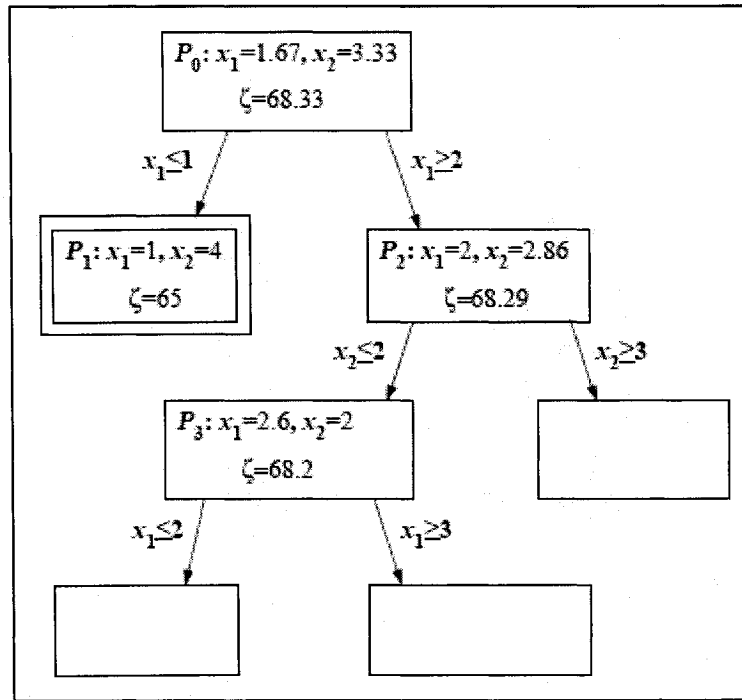 P₀: x₁=1.67, x₂=3.33
ζ=68.33
x₁≤1
x₁≥2
P₁: x₁=1, x₂=4
ζ=65
P₂: x₁=2, x₂=2.86
ζ=68.29
x₂≤2
x₂≥3
P₃: x₁=2.6, x₂=2
ζ=68.2
x₁≤2
x₁≥3